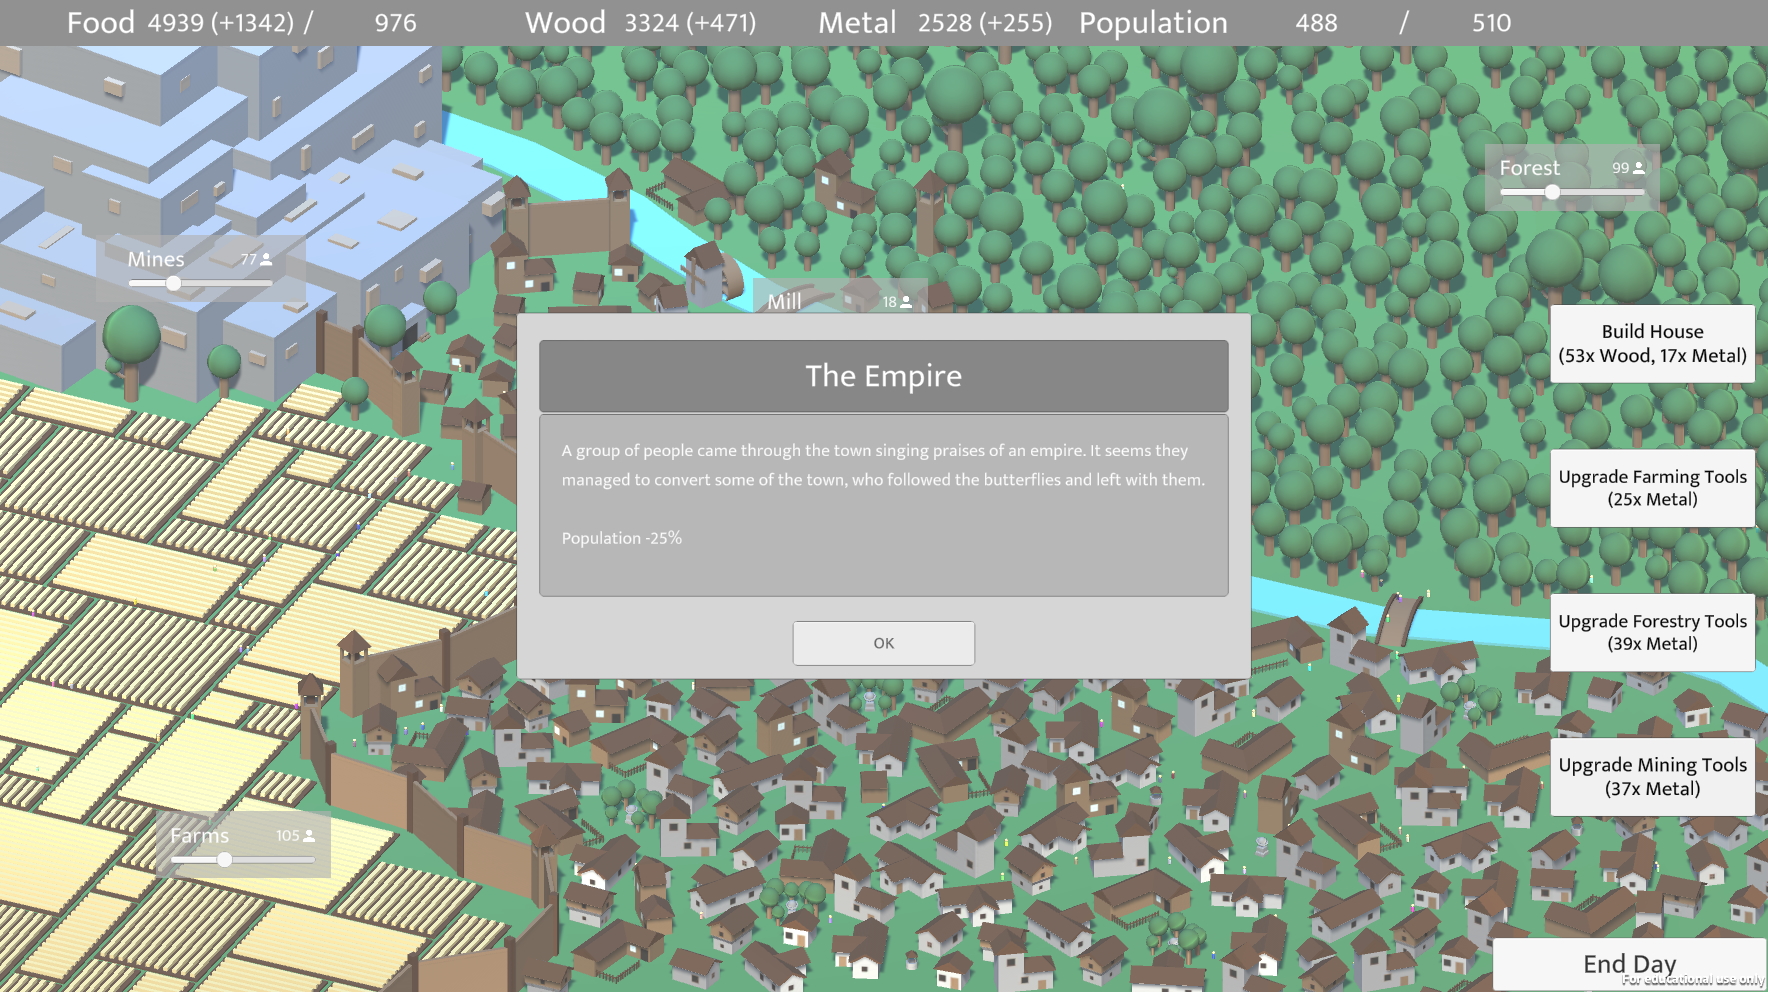 Food 4939 (+1342) / 976 Wood 3324 (+471) Metal 2528 (+255) Population 488 / 510
Forest 99
Mines 77
Mill 18
Build House
(53x Wood, 17x Metal)
The Empire
A group of people came through the town singing praises of an empire. It seems they
managed to convert some of the town, who followed the butterflies and left with them.
Population -25%
OK
Upgrade Farming Tools
(25x Metal)
Upgrade Forestry Tools
(39x Metal)
Upgrade Mining Tools
(37x Metal)
Farms 105
End Day
For educational use only